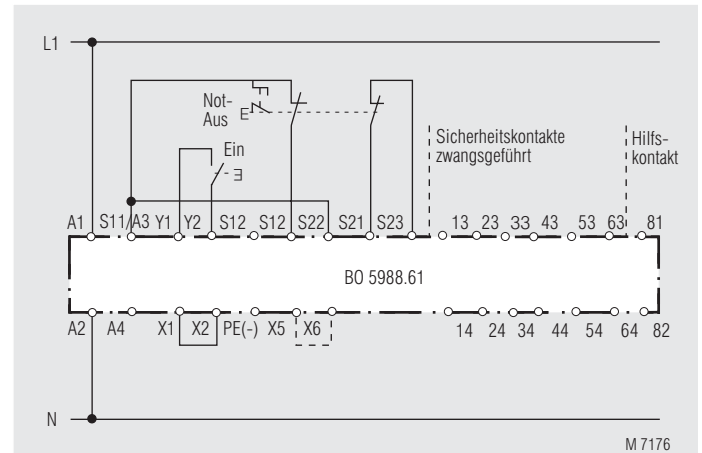 L1
Not-
Aus
Ein
Sicherheitskontakte
zwangsgeführt
Hilfs-
kontakt
A1 S11/A3 Y1 Y2 S12 S12 S22 S21 S23 13 23 33 43 53 63 81
BO 5988.61
A2 A4 X1 X2 PE(-) X5 X6 14 24 34 44 54 64 82
N
M 7176